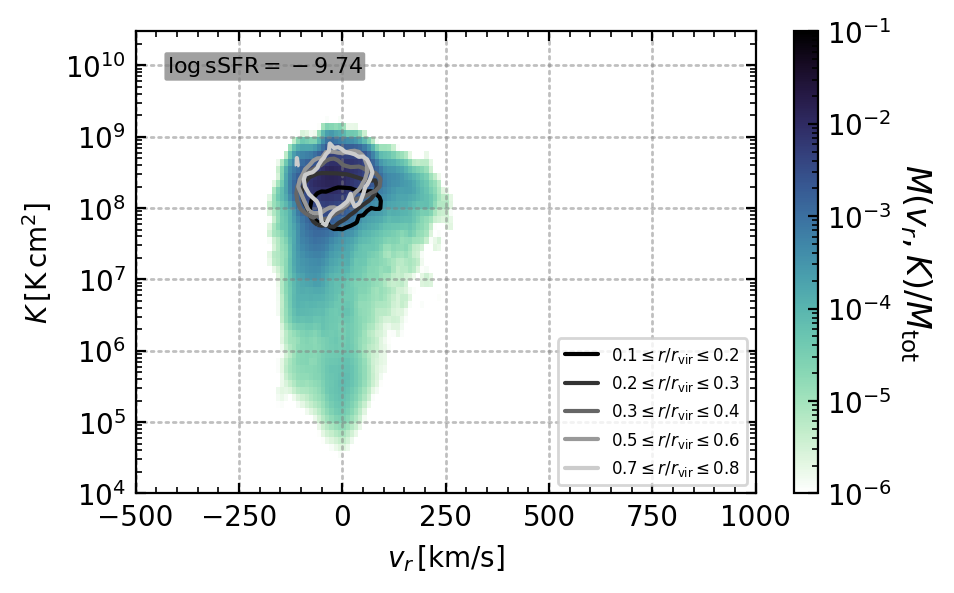 log sSFR = −9.74
10¹⁰
10⁹
10⁸
10⁷
10⁶
10⁵
10⁴
K [K cm²]
−500 −250 0 250 500 750 1000
v_r [km/s]
0.1 ≤ r/r_vir ≤ 0.2
0.2 ≤ r/r_vir ≤ 0.3
0.3 ≤ r/r_vir ≤ 0.4
0.5 ≤ r/r_vir ≤ 0.6
0.7 ≤ r/r_vir ≤ 0.8
10⁻¹
10⁻²
10⁻³
10⁻⁴
10⁻⁵
10⁻⁶
M(v_r, K)/M_tot